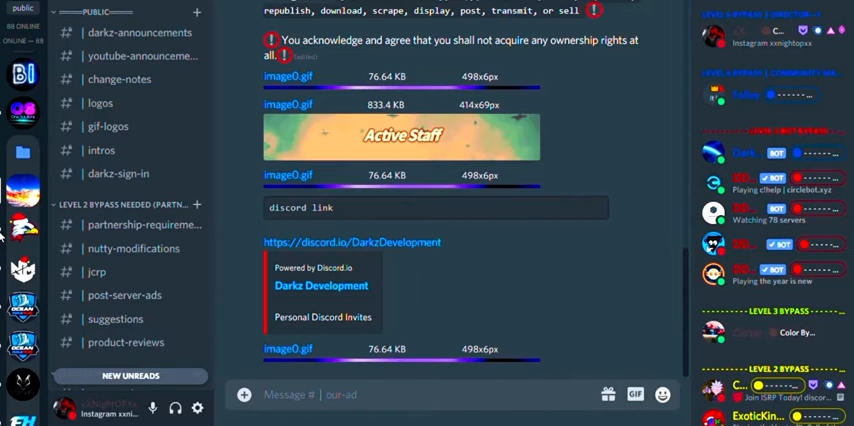 public
88 ONLINE
ONLINE — 88
BI
PUBLIC
# darkz-announcements
# youtube-announceme...
# change-notes
# logos
# gif-logos
# intros
# darkz-sign-in
LEVEL 2 BYPASS NEEDED (PARTN...
# partnership-requireme...
# nutty-modifications
# jcrp
# post-server-ads
# suggestions
# product-reviews
NEW UNREADS
Instagram xxni...
republish, download, scrape, display, post, transmit, or sell ❗
❗ You acknowledge and agree that you shall not acquire any ownership rights at
all. ❗ (edited)
image0.gif 76.64 KB 498x6px
image0.gif 833.4 KB 414x69px
Active Staff
image0.gif 76.64 KB 498x6px
discord link
https://discord.io/DarkzDevelopment
Powered by Discord.io
Darkz Development
Personal Discord Invites
image0.gif 76.64 KB 498x6px
Message # | our-ad
GIF
C...
Instagram xxnightopxx
BOT
BOT
Playing c!help | circlebot.xyz
BOT
Watching 78 servers
BOT
BOT
Playing the year is new
LEVEL 3 BYPASS
Color By...
LEVEL 2 BYPASS
C...
Join ISRP Today! discor...
ExoticKin...